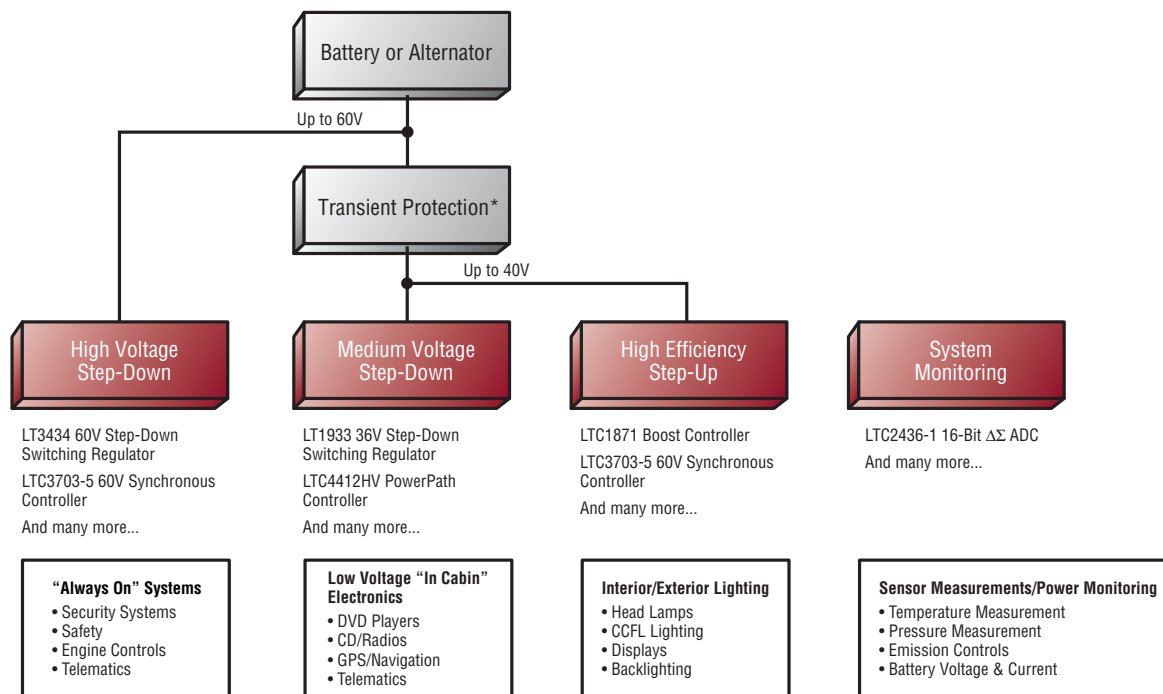 Battery or Alternator
Up to 60V
Transient Protection*
Up to 40V
High Voltage
Step-Down
Medium Voltage
Step-Down
High Efficiency
Step-Up
System
Monitoring
LT3434 60V Step-Down
Switching Regulator
LTC3703-5 60V Synchronous
Controller
And many more...
LT1933 36V Step-Down
Switching Regulator
LTC4412HV PowerPath
Controller
And many more...
LTC1871 Boost Controller
LTC3703-5 60V Synchronous
Controller
And many more...
LTC2436-1 16-Bit ΔΣ ADC
And many more...
“Always On” Systems
• Security Systems
• Safety
• Engine Controls
• Telematics
Low Voltage “In Cabin”
Electronics
• DVD Players
• CD/Radios
• GPS/Navigation
• Telematics
Interior/Exterior Lighting
• Head Lamps
• CCFL Lighting
• Displays
• Backlighting
Sensor Measurements/Power Monitoring
• Temperature Measurement
• Pressure Measurement
• Emission Controls
• Battery Voltage & Current